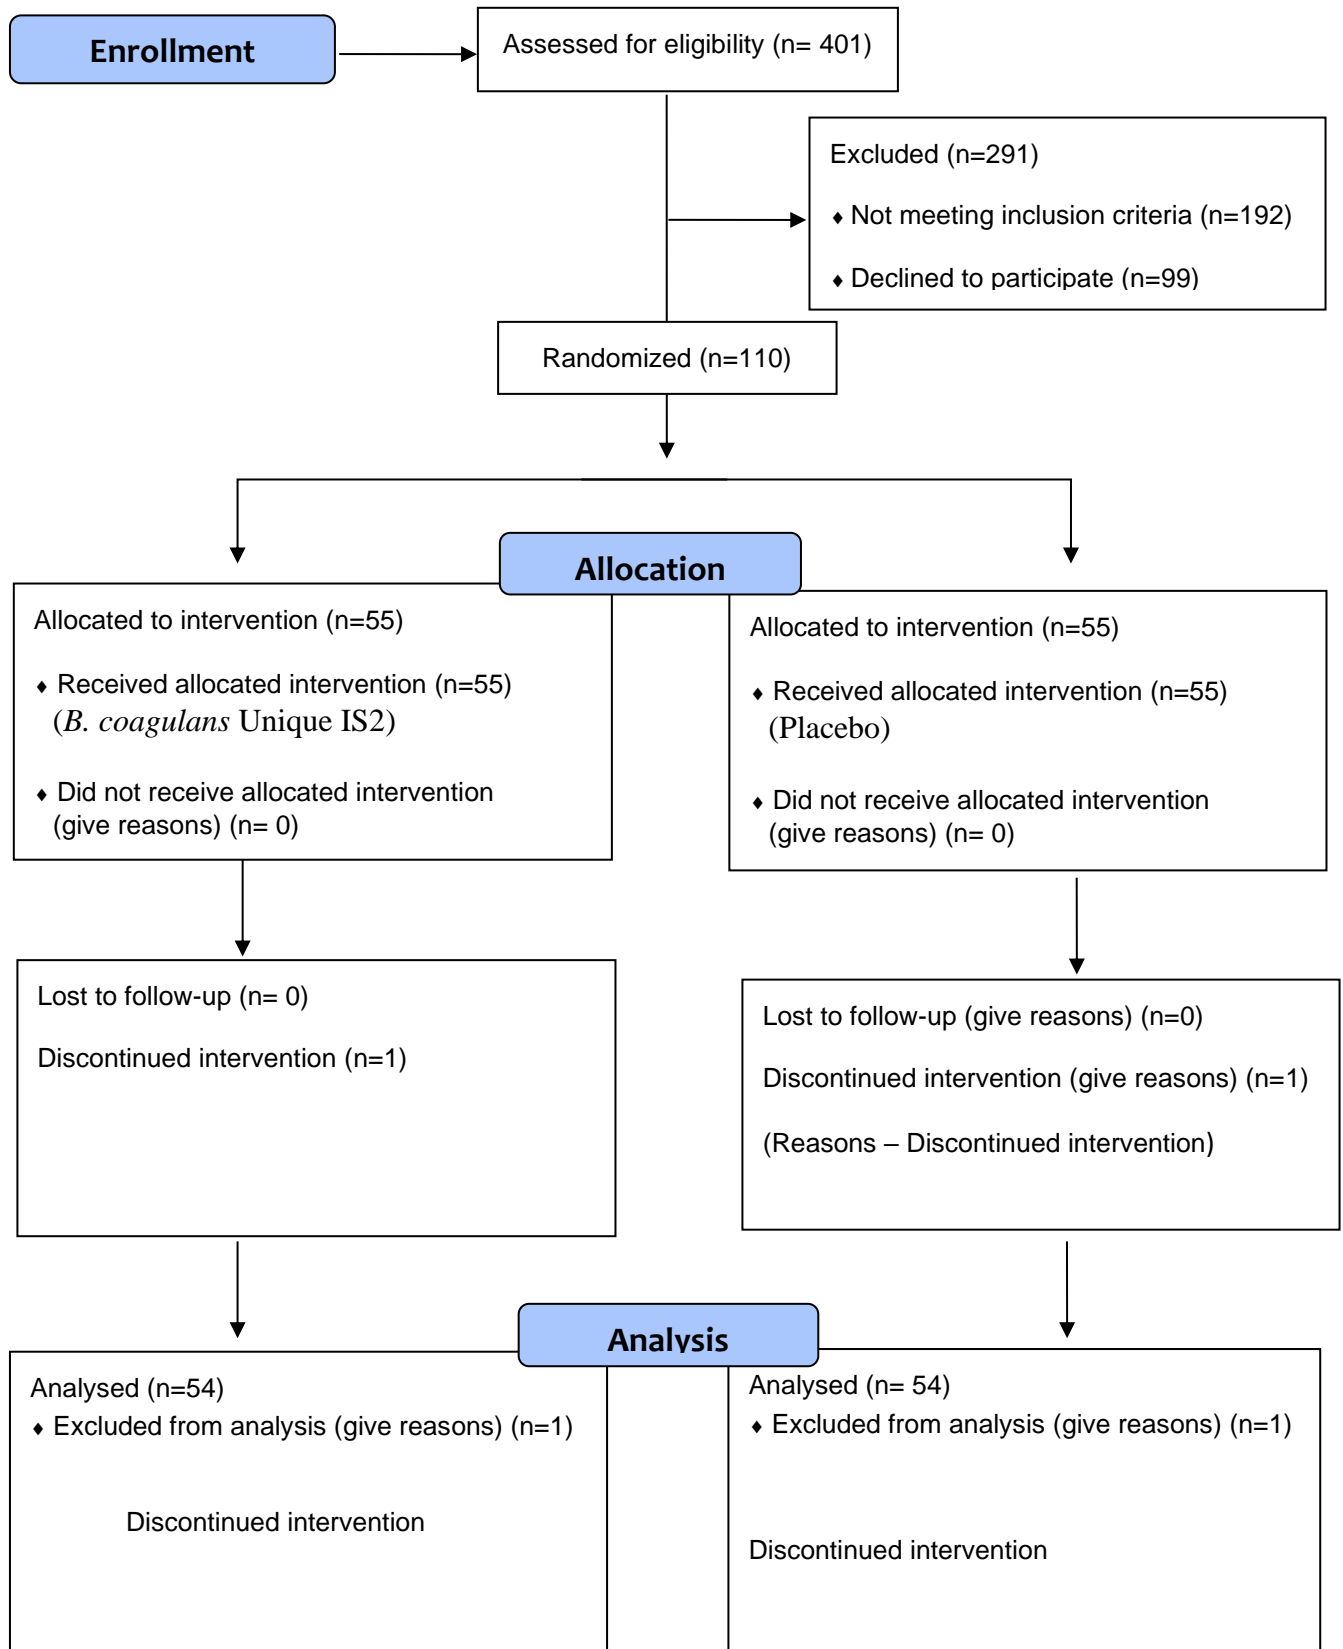 Enrollment
Assessed for eligibility (n= 401)
Excluded (n=291)
♦ Not meeting inclusion criteria (n=192)
♦ Declined to participate (n=99)
Randomized (n=110)
Allocation
Allocated to intervention (n=55)
♦ Received allocated intervention (n=55)
(B. coagulans Unique IS2)
♦ Did not receive allocated intervention
(give reasons) (n= 0)
Allocated to intervention (n=55)
♦ Received allocated intervention (n=55)
(Placebo)
♦ Did not receive allocated intervention
(give reasons) (n= 0)
Lost to follow-up (n= 0)
Discontinued intervention (n=1)
Lost to follow-up (give reasons) (n=0)
Discontinued intervention (give reasons) (n=1)
(Reasons – Discontinued intervention)
Analysis
Analysed (n=54)
♦ Excluded from analysis (give reasons) (n=1)
Discontinued intervention
Analysed (n= 54)
♦ Excluded from analysis (give reasons) (n=1)
Discontinued intervention